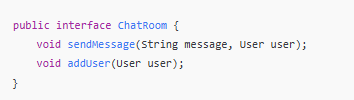 public interface ChatRoom {
    void sendMessage(String message, User user);
    void addUser(User user);
}